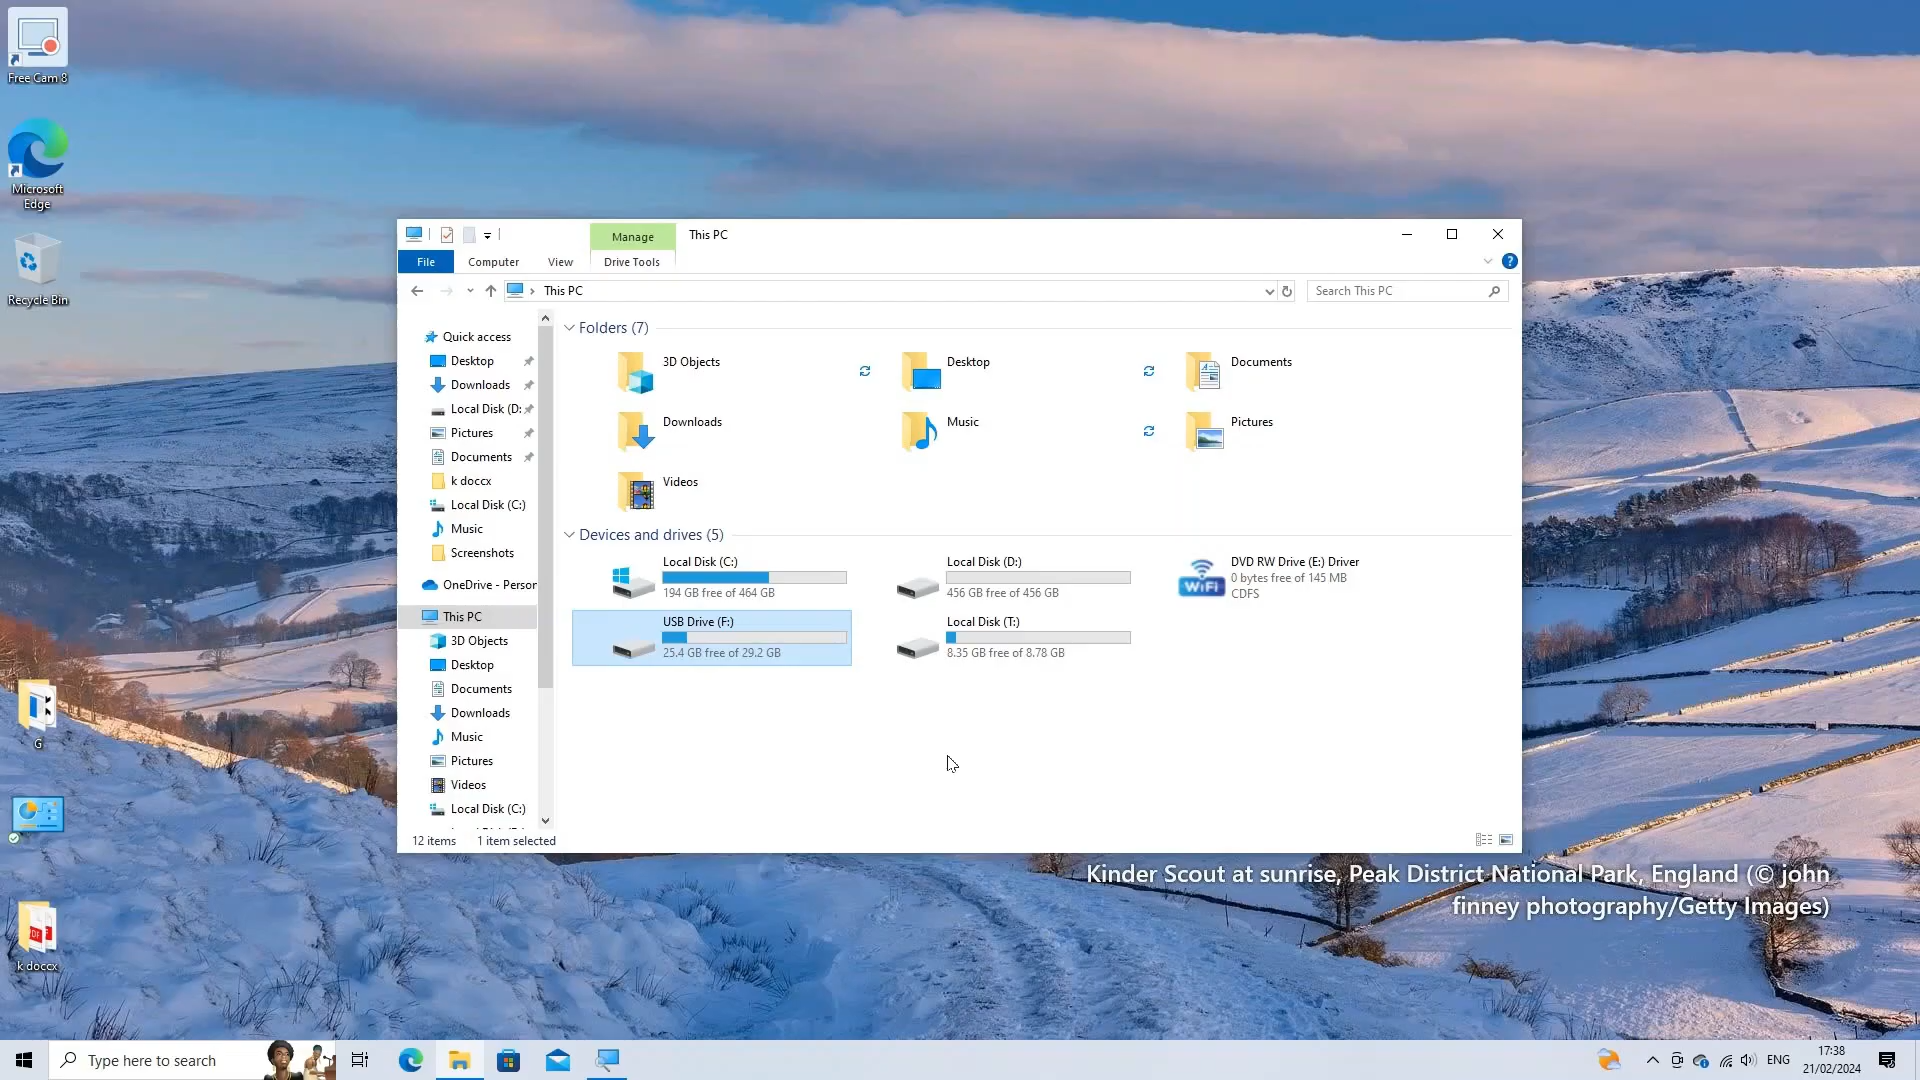 Free Cam 8
Microsoft
Edge
Recycle Bin
G
k doccx
Manage
This PC
File
Computer
View
Drive Tools
?
This PC
Search This PC
Quick access
Desktop
Downloads
Local Disk (D:
Pictures
Documents
k doccx
Local Disk (C:)
Music
Screenshots
OneDrive - Person
This PC
3D Objects
Desktop
Documents
Downloads
Music
Pictures
Videos
Local Disk (C:)
Folders (7)
3D Objects
Desktop
Documents
Downloads
Music
Pictures
Videos
Devices and drives (5)
Local Disk (C:)
194 GB free of 464 GB
Local Disk (D:)
456 GB free of 456 GB
WiFi
DVD RW Drive (E:) Driver
0 bytes free of 145 MB
CDFS
USB Drive (F:)
25.4 GB free of 29.2 GB
Local Disk (T:)
8.35 GB free of 8.78 GB
12 items
1 item selected
Kinder Scout at sunrise, Peak District National Park, England (© john
finney photography/Getty Images)
Type here to search
ENG
17:38
21/02/2024